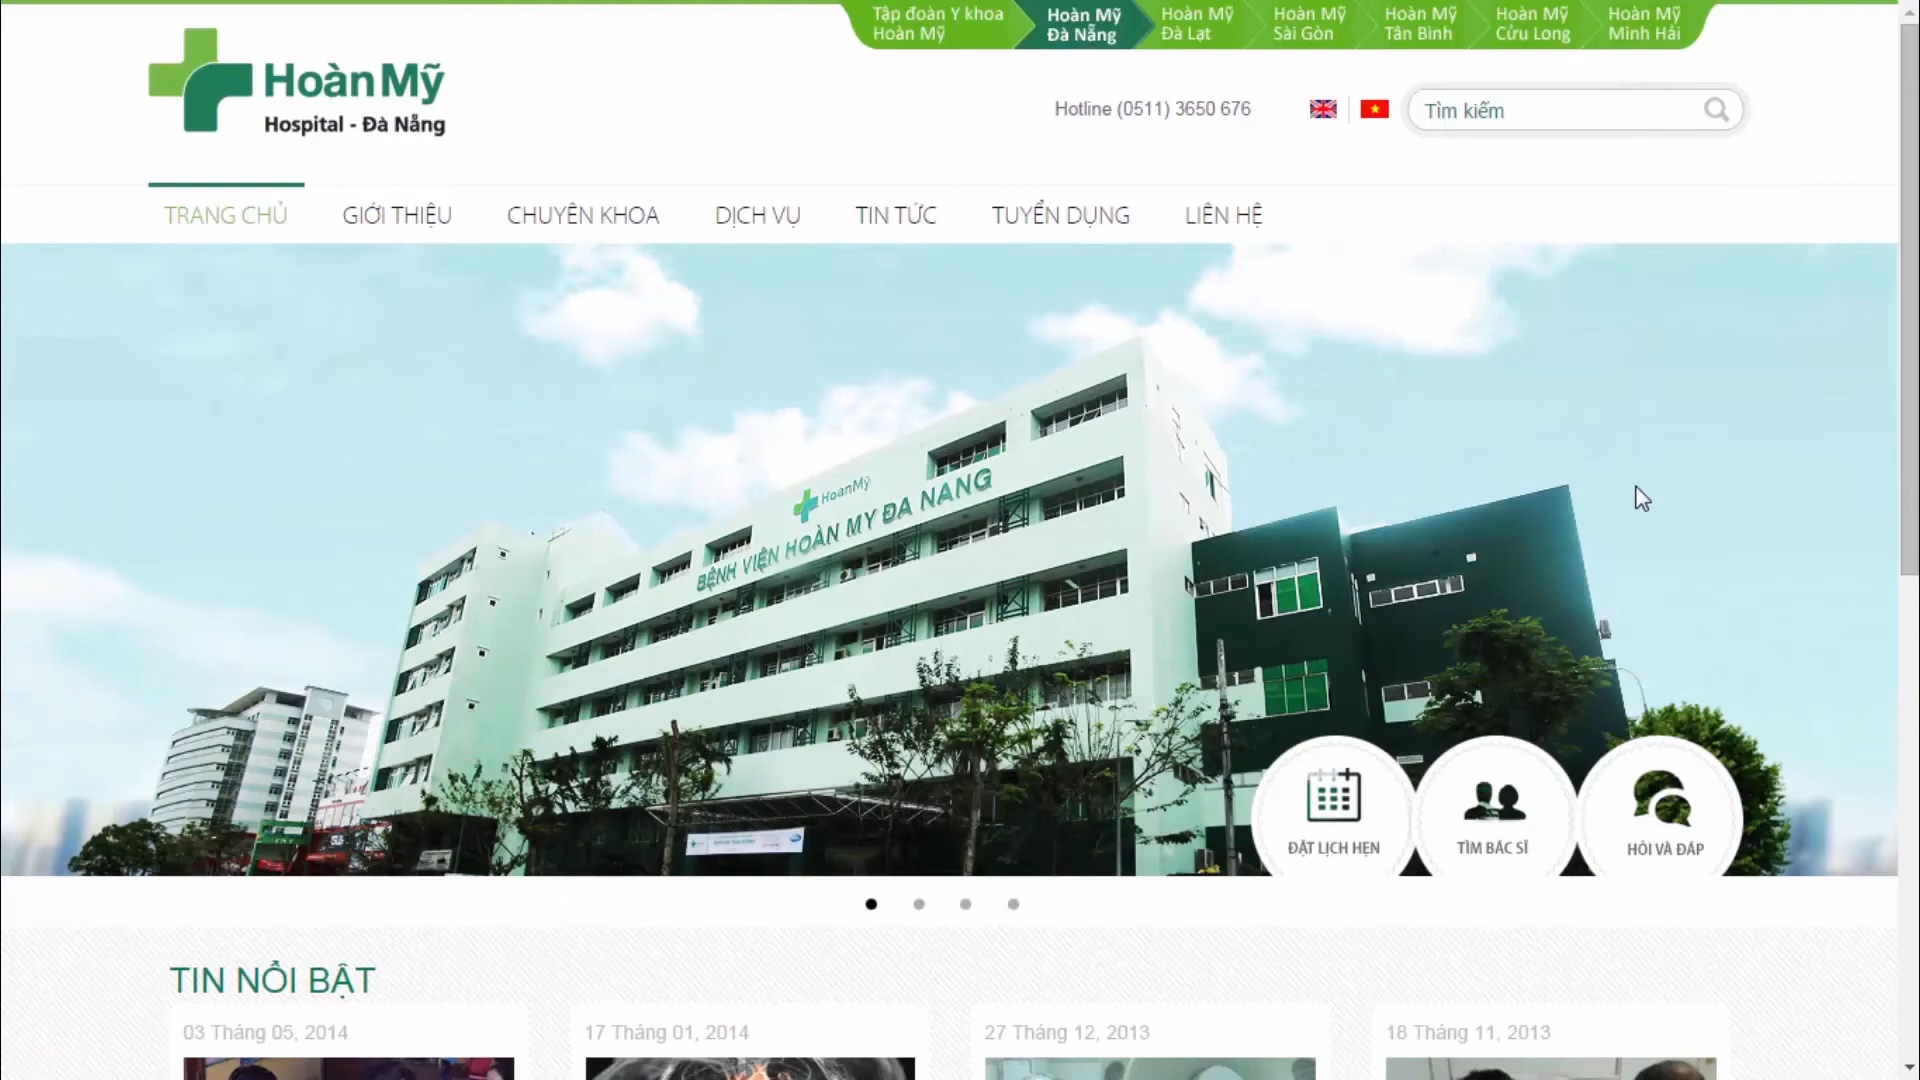 Tập đoàn Y khoa
Hoàn Mỹ
Hoàn Mỹ
Đà Nẵng
Hoàn Mỹ
Đà Lạt
Hoàn Mỹ
Sài Gòn
Hoàn Mỹ
Tân Bình
Hoàn Mỹ
Cửu Long
Hoàn Mỹ
Minh Hải
Hoàn Mỹ
Hospital - Đà Nẵng
Hotline (0511) 3650 676
Tìm kiếm
TRANG CHỦ
GIỚI THIỆU
CHUYÊN KHOA
DỊCH VỤ
TIN TỨC
TUYỂN DỤNG
LIÊN HỆ
HoànMỹ
BỆNH VIỆN HOÀN MY ĐA NANG
ĐẶT LỊCH HẸN
TÌM BÁC SĨ
HỎI VÀ ĐÁP
TIN NỔI BẬT
03 Tháng 05, 2014
17 Tháng 01, 2014
27 Tháng 12, 2013
18 Tháng 11, 2013